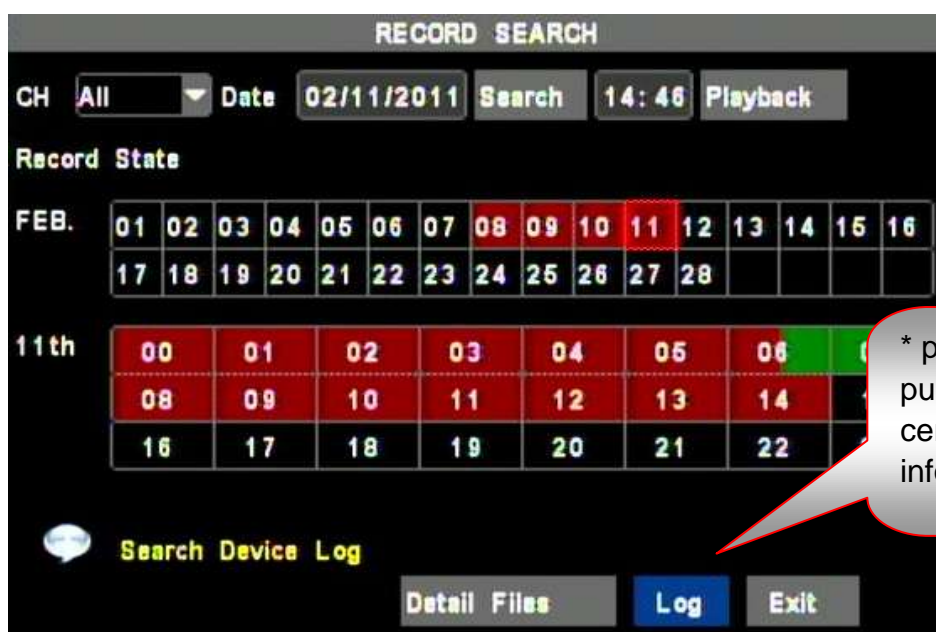 RECORD SEARCH
CH All Date 02/11/2011 Search 14:46 Playback
Record State
FEB. 01 02 03 04 05 06 07 08 09 10 11 12 13 14 15 16
17 18 19 20 21 22 23 24 25 26 27 28
11th 00 01 02 03 04 05 06
08 09 10 11 12 13 14
16 17 18 19 20 21 22
*
Search Device Log
Detail Files Log Exit